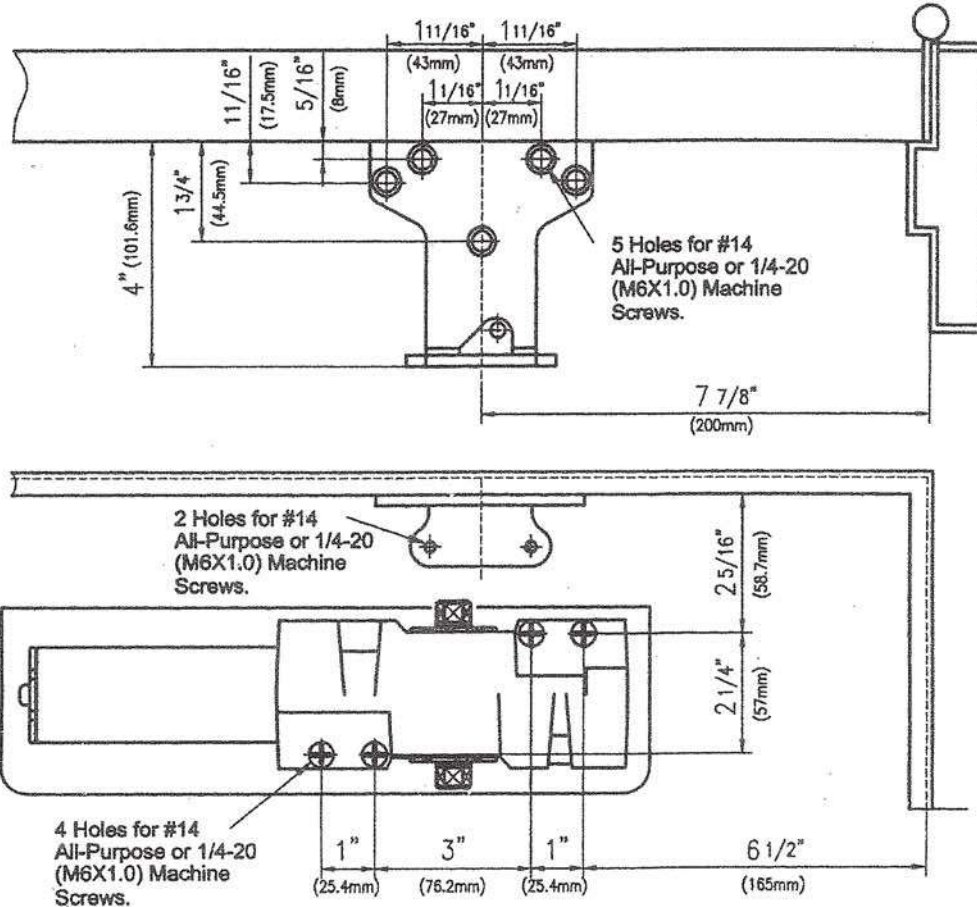 1 11/16"
1 11/16"
(43mm)
(43mm)
1 1/16"
1 1/16"
(27mm)
(27mm)
11/16"
(17.5mm)
5/16"
(8mm)
1 3/4"
(44.5mm)
4" (101.6mm)
5 Holes for #14
All-Purpose or 1/4-20
(M6X1.0) Machine
Screws.
7 7/8"
(200mm)
2 Holes for #14
All-Purpose or 1/4-20
(M6X1.0) Machine
Screws.
2 5/16"
(58.7mm)
2 1/4"
(57mm)
4 Holes for #14
All-Purpose or 1/4-20
(M6X1.0) Machine
Screws.
1"
3"
1"
6 1/2"
(25.4mm)
(76.2mm)
(25.4mm)
(165mm)